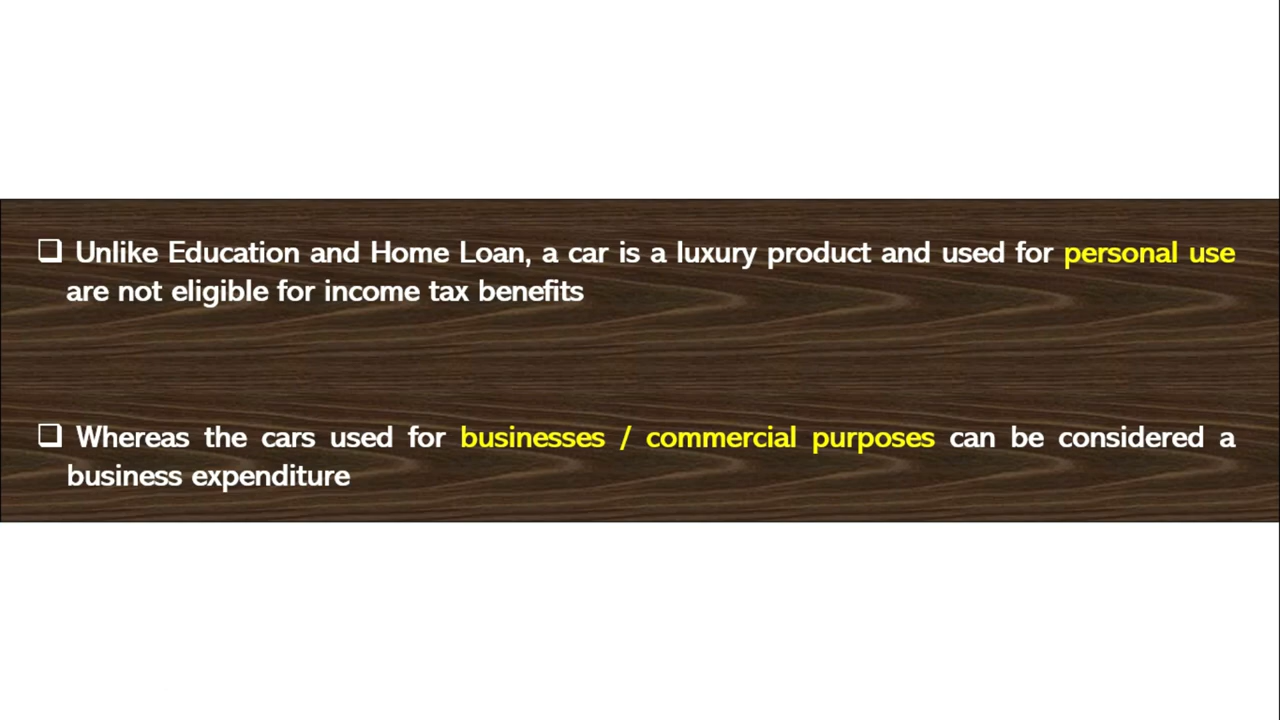 ❑ Unlike Education and Home Loan, a car is a luxury product and used for personal use
are not eligible for income tax benefits
❑ Whereas the cars used for businesses / commercial purposes can be considered a
business expenditure